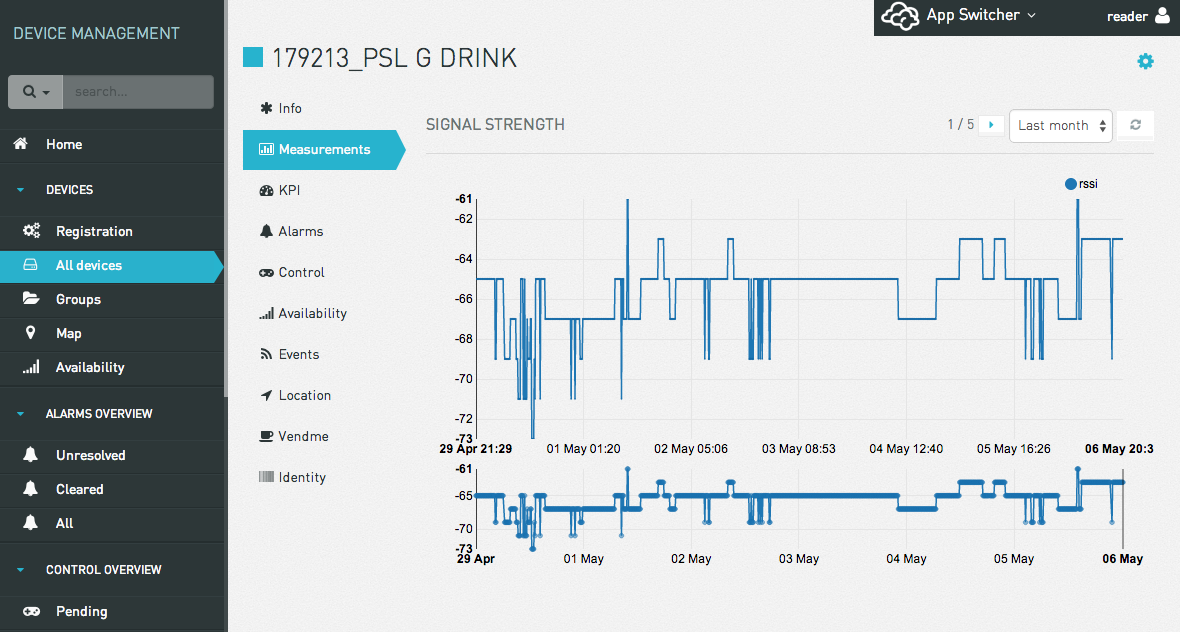 App Switcher
reader
DEVICE MANAGEMENT
search...
Home
DEVICES
Registration
All devices
Groups
Map
Availability
ALARMS OVERVIEW
Unresolved
Cleared
All
CONTROL OVERVIEW
Pending
179213_PSL G DRINK
Info
Measurements
KPI
Alarms
Control
Availability
Events
Location
Vendme
Identity
SIGNAL STRENGTH
1 / 5
Last month
rssi
-61
-62
-64
-66
-68
-70
-72
-73
29 Apr 21:29 01 May 01:20 02 May 05:06 03 May 08:53 04 May 12:40 05 May 16:26 06 May 20:3
-61
-65
-70
-73
29 Apr 01 May 02 May 03 May 04 May 05 May 06 May